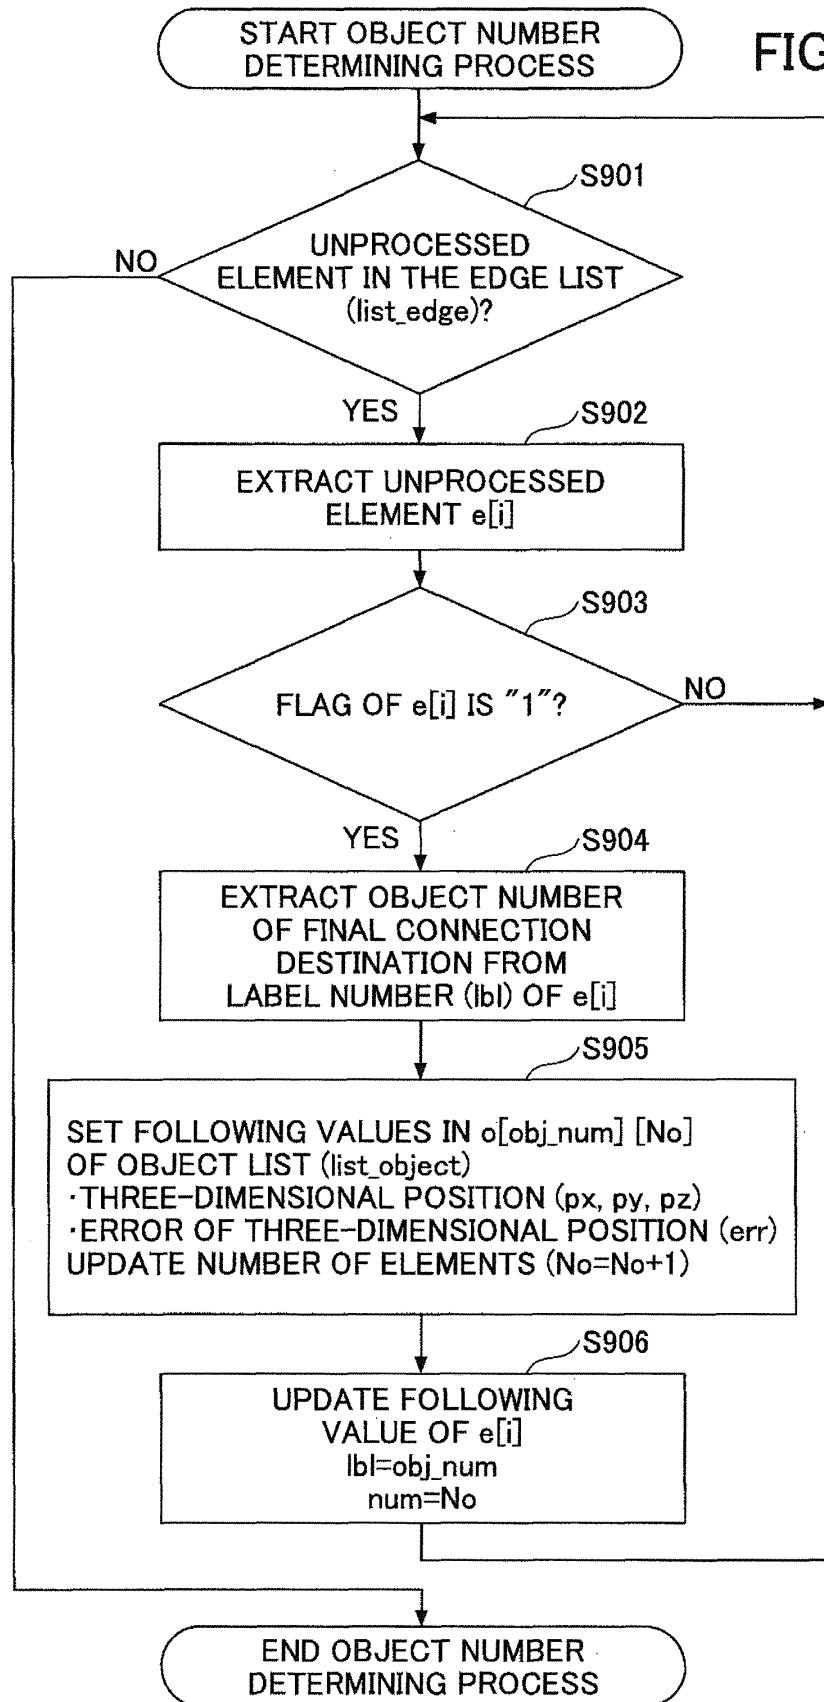 START OBJECT NUMBER
DETERMINING PROCESS
FIG
S901
UNPROCESSED
ELEMENT IN THE EDGE LIST
(list_edge)?
NO
YES
S902
EXTRACT UNPROCESSED
ELEMENT e[i]
S903
FLAG OF e[i] IS "1"?
NO
YES
S904
EXTRACT OBJECT NUMBER
OF FINAL CONNECTION
DESTINATION FROM
LABEL NUMBER (lbl) OF e[i]
S905
SET FOLLOWING VALUES IN o[obj_num] [No]
OF OBJECT LIST (list_object)
·THREE-DIMENSIONAL POSITION (px, py, pz)
·ERROR OF THREE-DIMENSIONAL POSITION (err)
UPDATE NUMBER OF ELEMENTS (No=No+1)
S906
UPDATE FOLLOWING
VALUE OF e[i]
lbl=obj_num
num=No
END OBJECT NUMBER
DETERMINING PROCESS